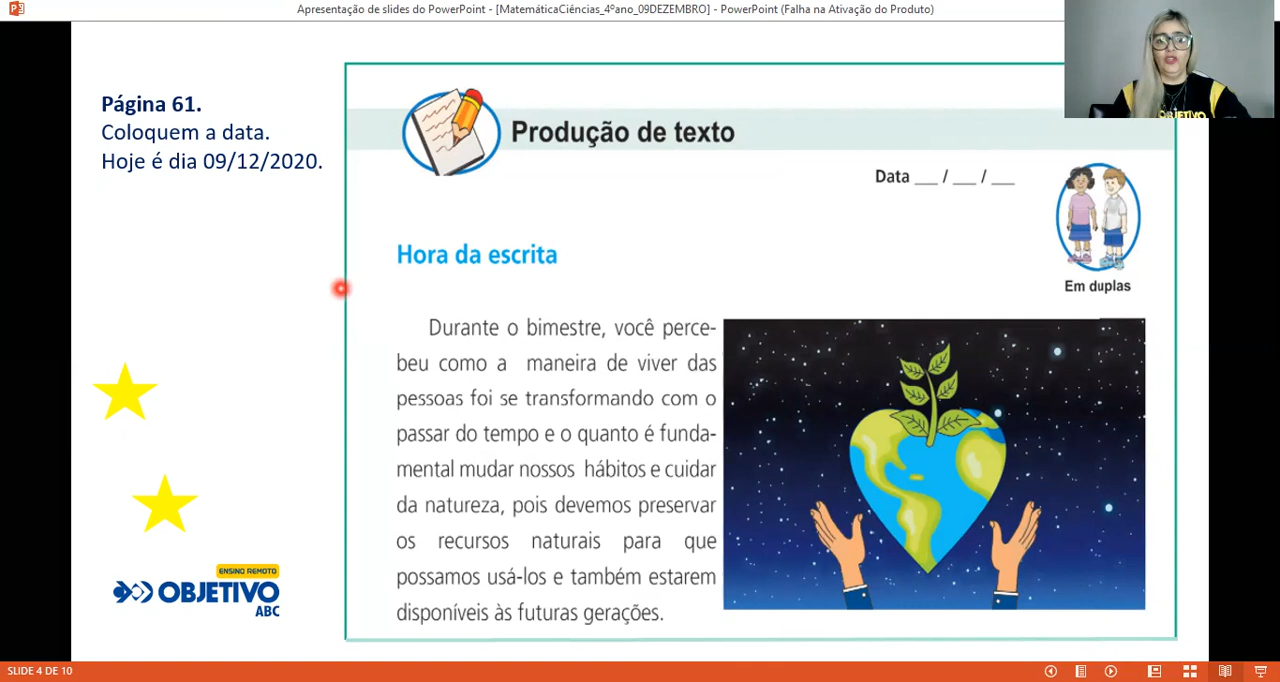 Apresentação de slides do PowerPoint - [MatemáticaCiências_4ºano_09DEZEMBRO] - PowerPoint (Falha na Ativação do Produto)
OBJETIVO
Página 61.
Coloquem a data.
Hoje é dia 09/12/2020.
Produção de texto
Data ___ / ___ / ___
Em duplas
Hora da escrita
Durante o bimestre, você perce-
beu como a maneira de viver das
pessoas foi se transformando com o
passar do tempo e o quanto é funda-
mental mudar nossos hábitos e cuidar
da natureza, pois devemos preservar
os recursos naturais para que
possamos usá-los e também estarem
disponíveis às futuras gerações.
ENSINO REMOTO
OBJETIVO
ABC
SLIDE 4 DE 10